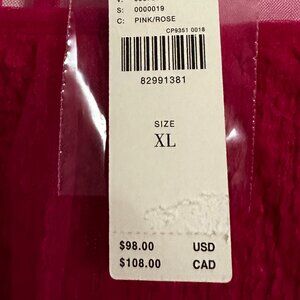 S: 0000019
C: PINK/ROSE
CP9351 0018
82991381
SIZE
XL
$98.00 USD
$108.00 CAD